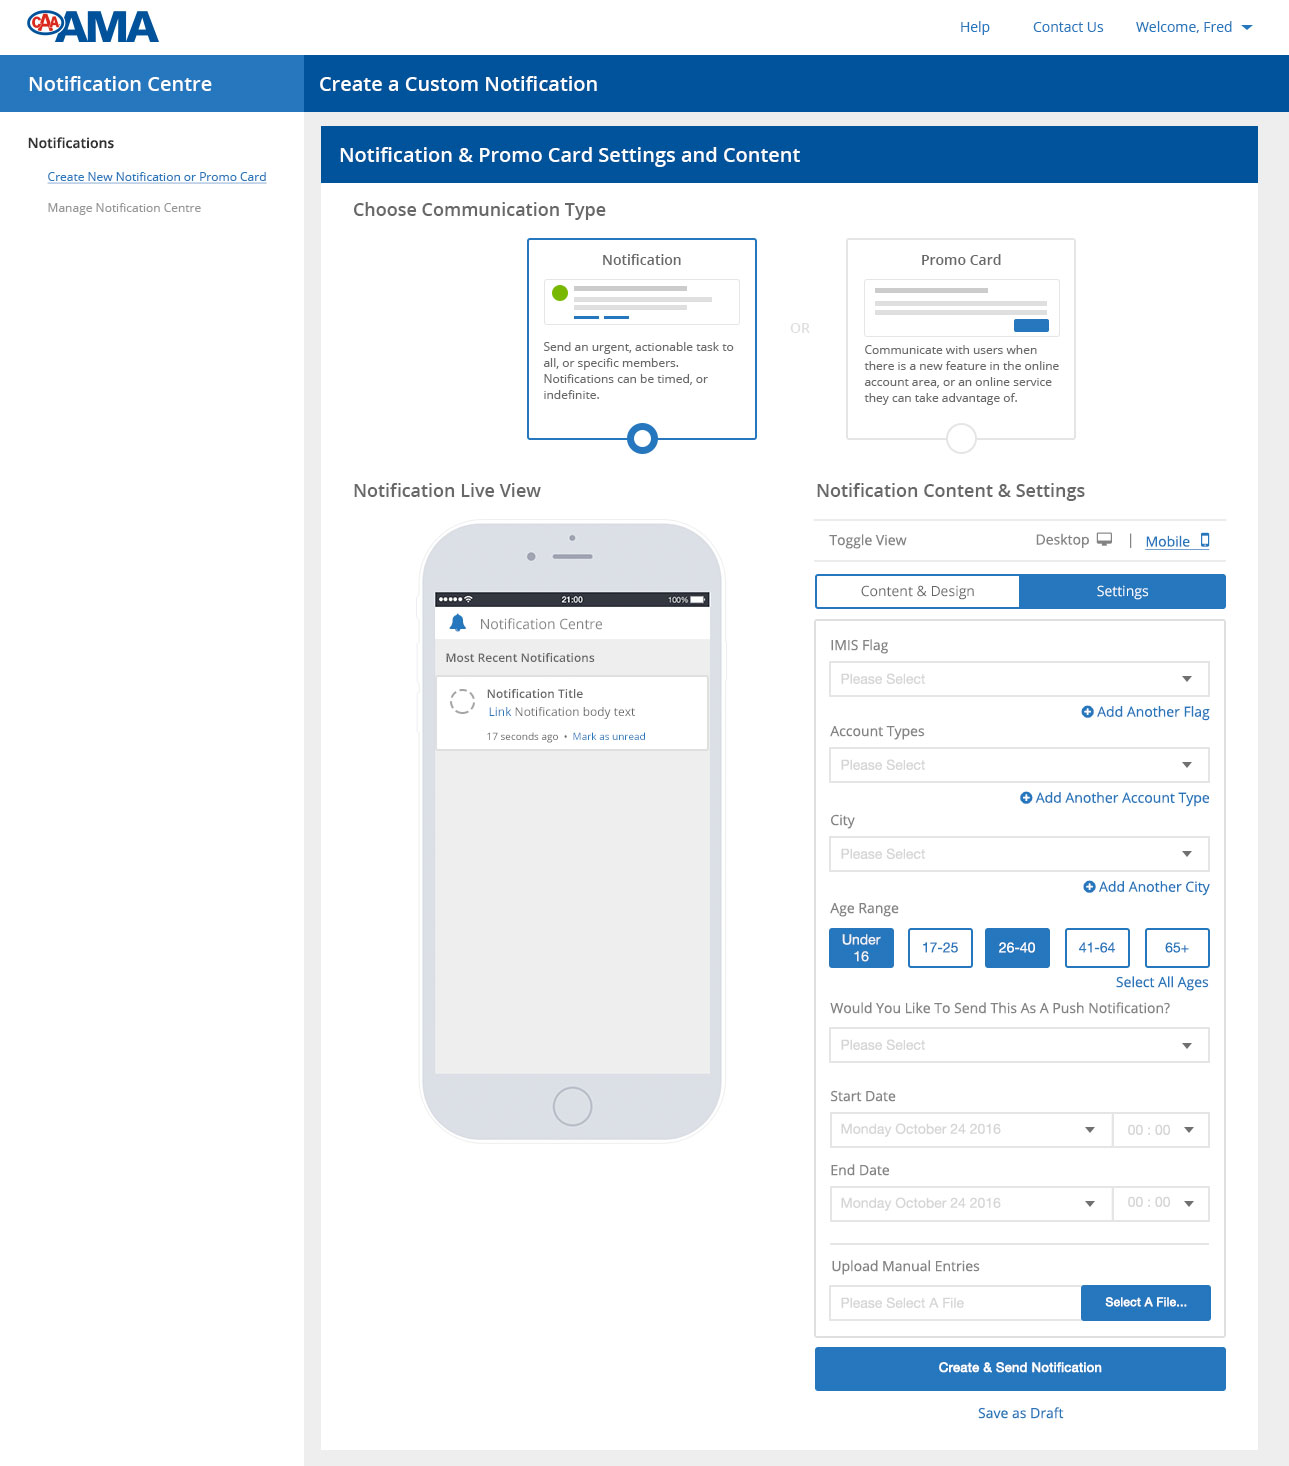 CAA AMA
Help
Contact Us
Welcome, Fred
Notification Centre
Create a Custom Notification
Notifications
Create New Notification or Promo Card
Manage Notification Centre
Notification & Promo Card Settings and Content
Choose Communication Type
Notification
Send an urgent, actionable task to
all, or specific members.
Notifications can be timed, or
indefinite.
OR
Promo Card
Communicate with users when
there is a new feature in the online
account area, or an online service
they can take advantage of.
Notification Live View
21:00
100%
Notification Centre
Most Recent Notifications
Notification Title
Link Notification body text
17 seconds ago • Mark as unread
Notification Content & Settings
Toggle View
Desktop | Mobile
Content & Design
Settings
IMIS Flag
Please Select
Add Another Flag
Account Types
Please Select
Add Another Account Type
City
Please Select
Add Another City
Age Range
Under
16
17-25
26-40
41-64
65+
Select All Ages
Would You Like To Send This As A Push Notification?
Please Select
Start Date
Monday October 24 2016
00 : 00
End Date
Monday October 24 2016
00 : 00
Upload Manual Entries
Please Select A File
Select A File...
Create & Send Notification
Save as Draft